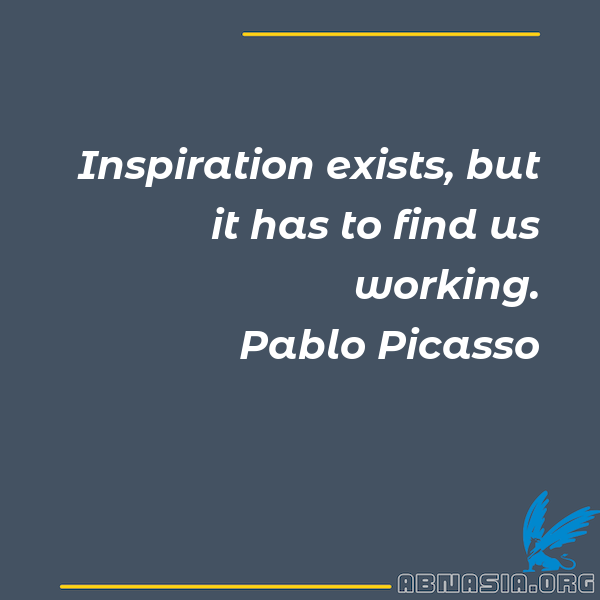 Inspiration exists, but
it has to find us
working.
Pablo Picasso
ABNASIA.ORG